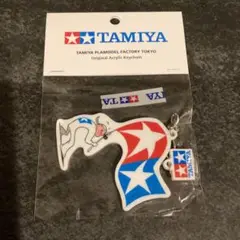 TAMIYA
TAMIYA PLAMODEL FACTORY TOKYO
Original Acrylic Keychain
TAMIYA